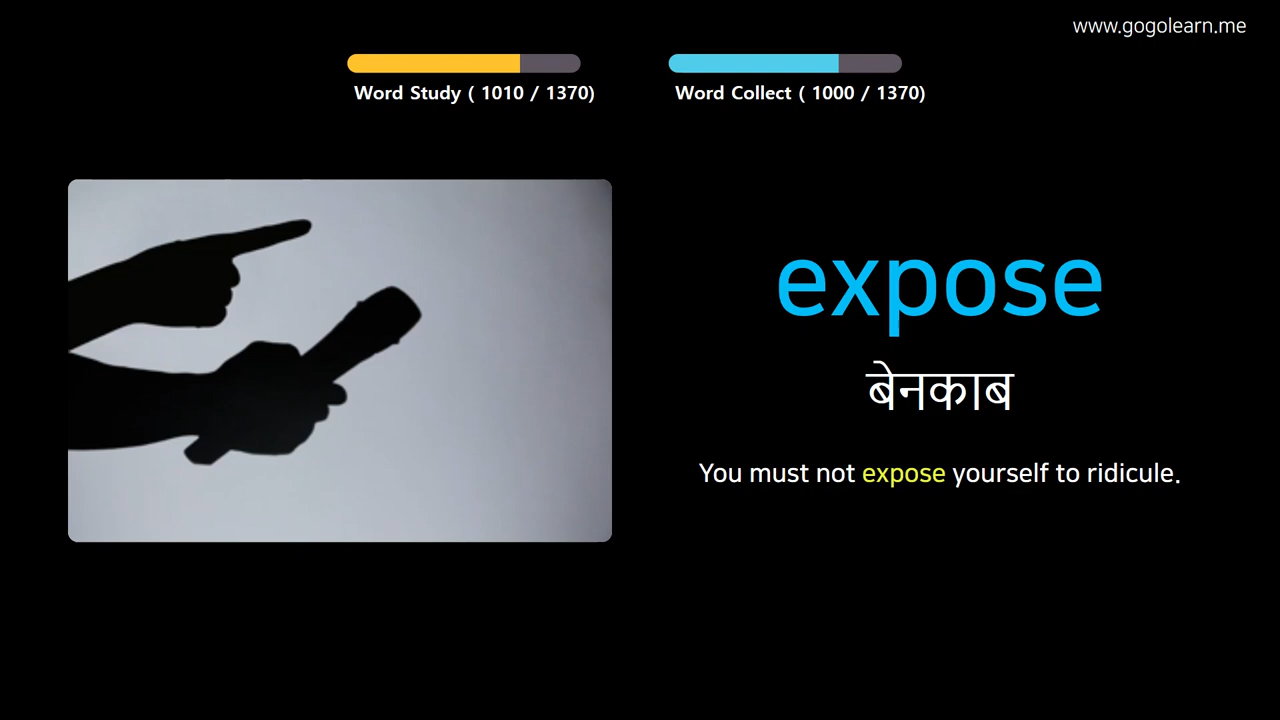 www.gogolearn.me
Word Study ( 1010 / 1370)
Word Collect ( 1000 / 1370)
expose
बेनकाब
You must not expose yourself to ridicule.